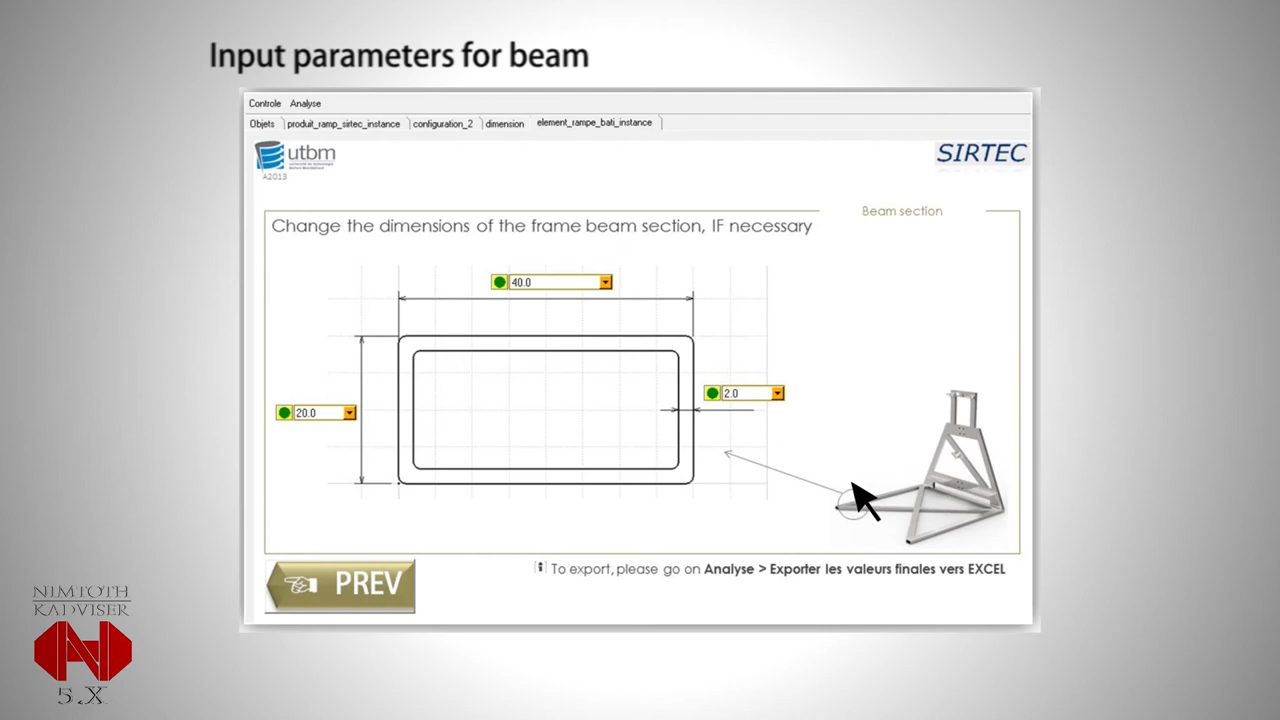 Input parameters for beam
Controle Analyse
Objets produit_ramp_sirtec_instance configuration_2 dimension element_rampe_bati_instance
utbm
A2013
SIRTEC
Beam section
Change the dimensions of the frame beam section, IF necessary
40.0
2.0
20.0
PREV
To export, please go on Analyse > Exporter les valeurs finales vers EXCEL
NIMTOTH
KADVISER
5.X